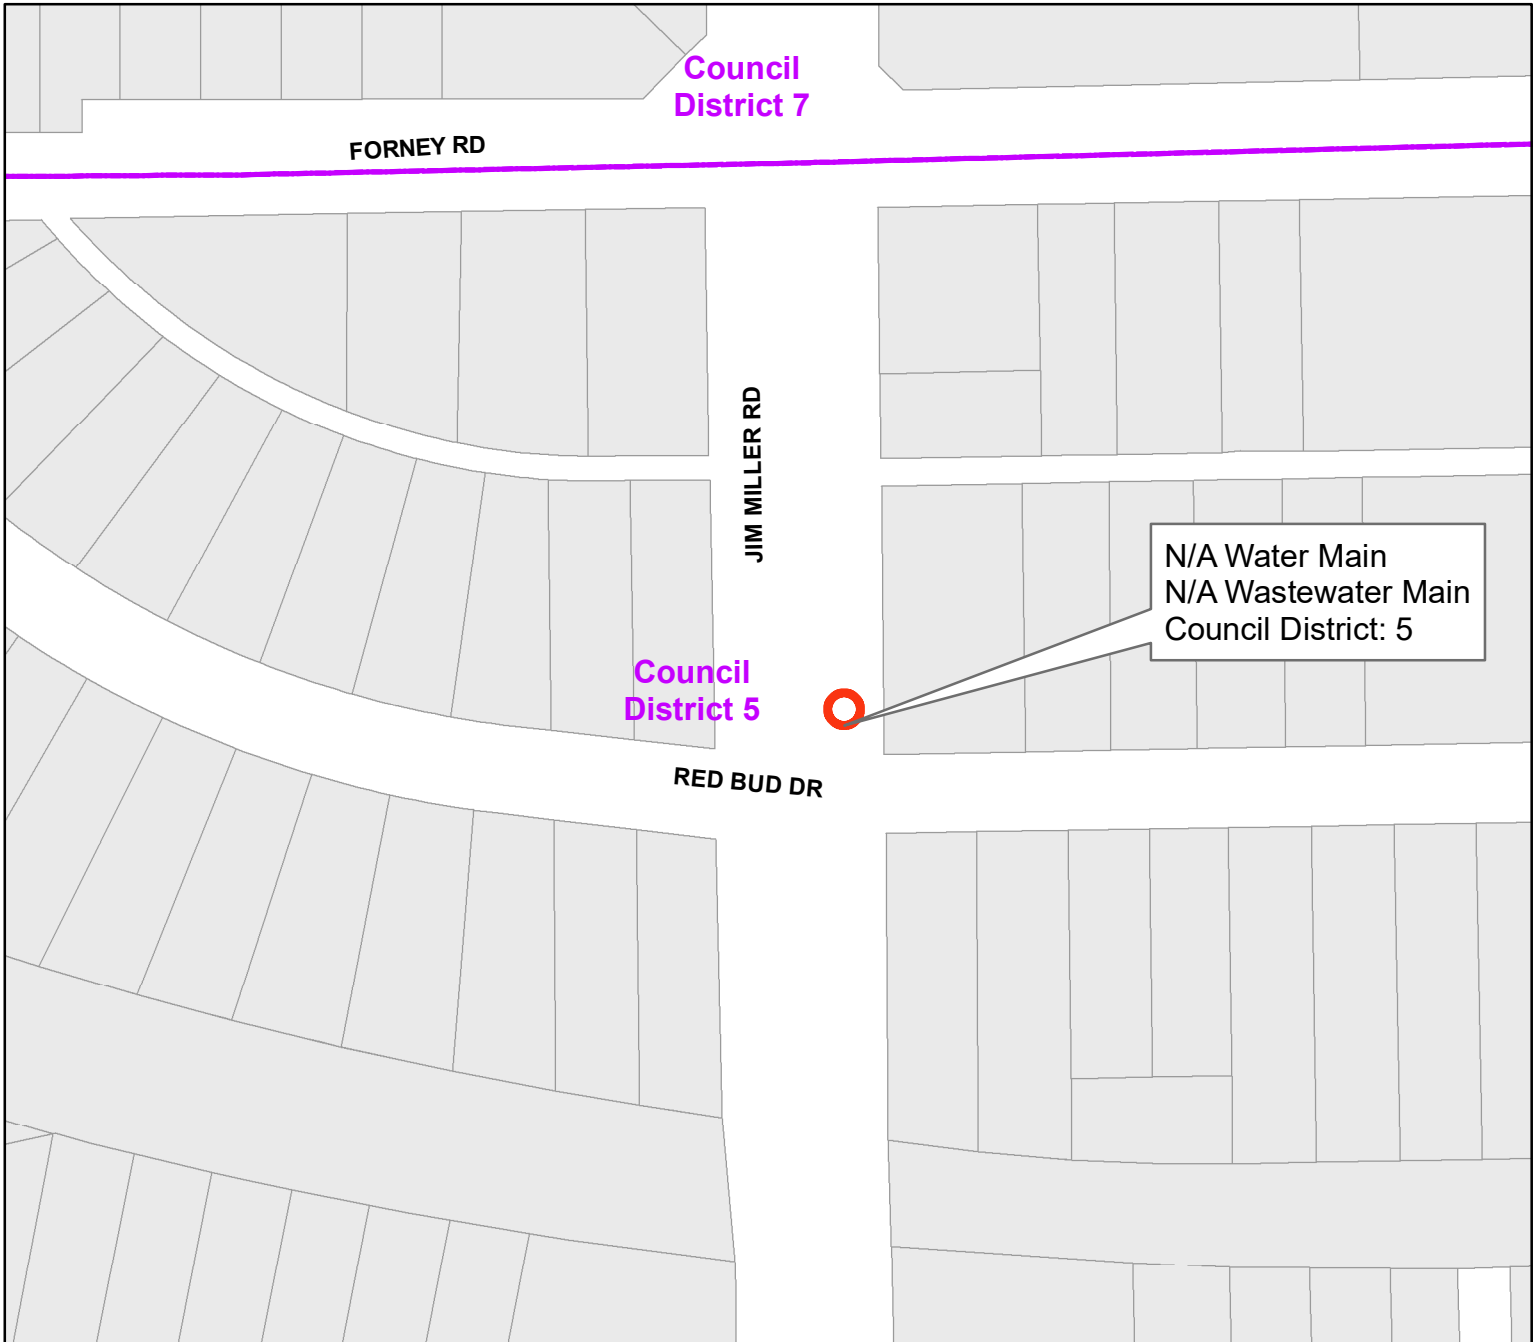 Council
District 7
FORNEY RD
JIM MILLER RD
N/A Water Main
N/A Wastewater Main
Council District: 5
Council
District 5
RED BUD DR